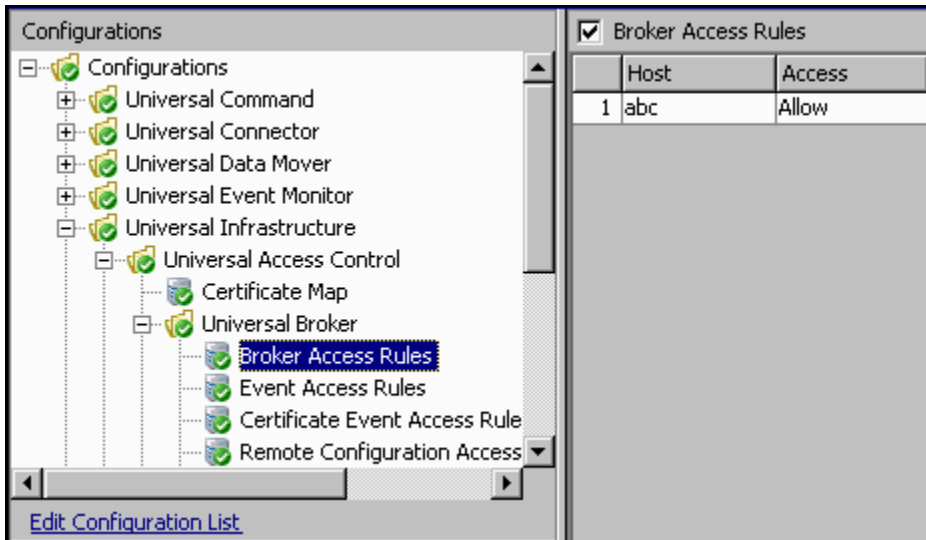 Configurations
Configurations
Universal Command
Universal Connector
Universal Data Mover
Universal Event Monitor
Universal Infrastructure
Universal Access Control
Certificate Map
Universal Broker
Broker Access Rules
Event Access Rules
Certificate Event Access Rule
Remote Configuration Access
Edit Configuration List
Broker Access Rules
Host Access
1 abc Allow